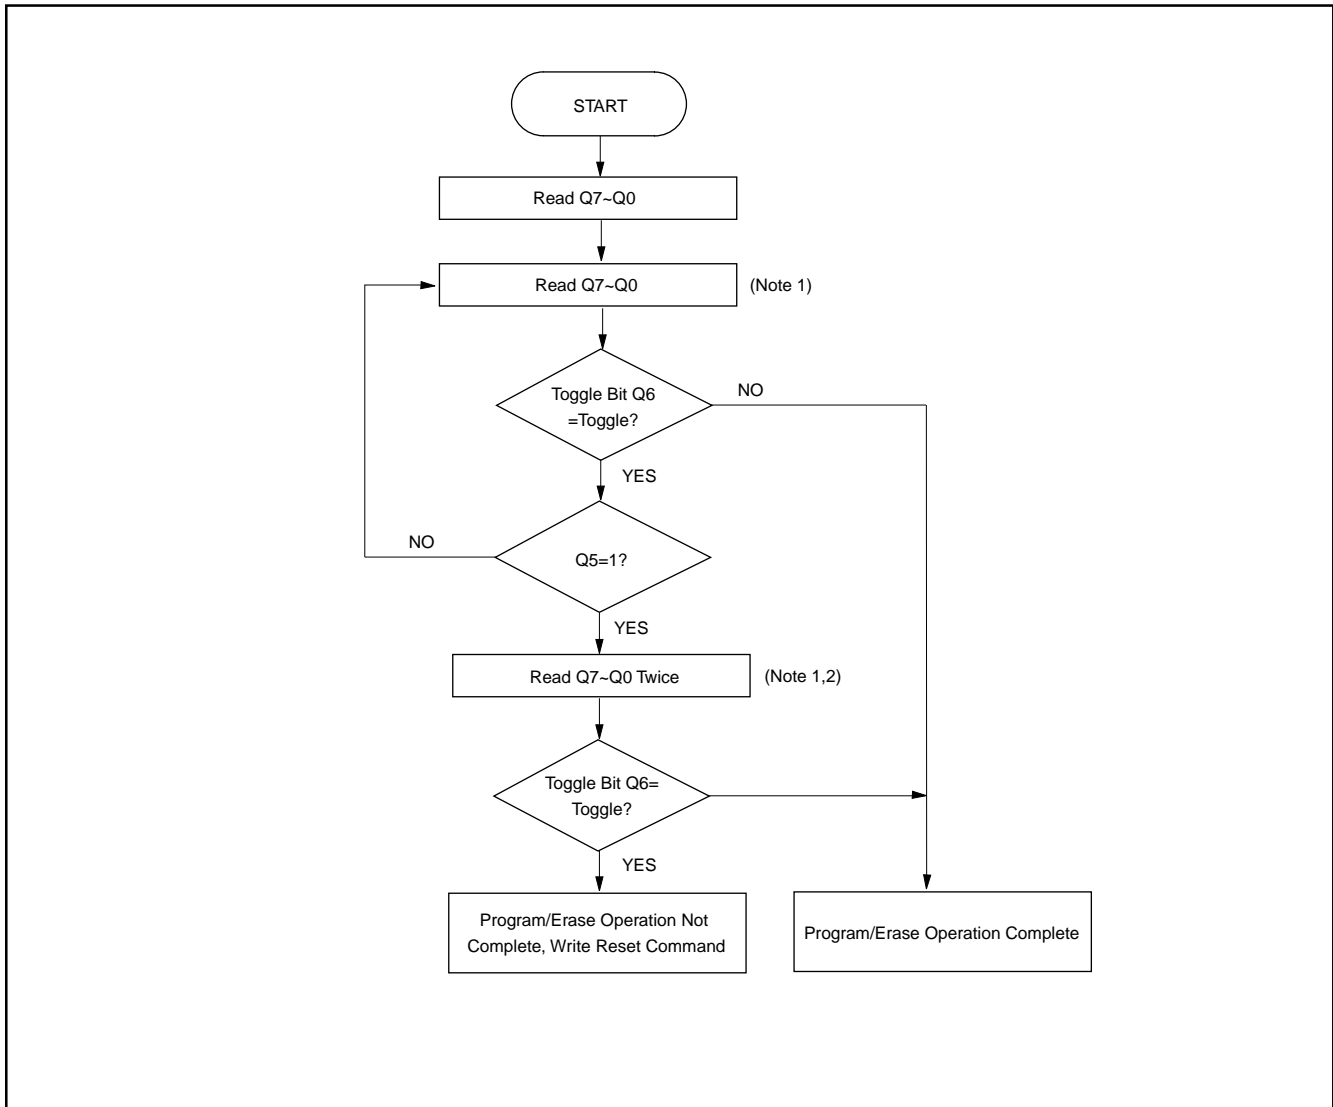 START
Read Q7~Q0
Read Q7~Q0
(Note 1)
Toggle Bit Q6
=Toggle?
NO
YES
NO
Q5=1?
YES
Read Q7~Q0 Twice
(Note 1,2)
Toggle Bit Q6=
Toggle?
YES
Program/Erase Operation Not
Complete, Write Reset Command
Program/Erase Operation Complete